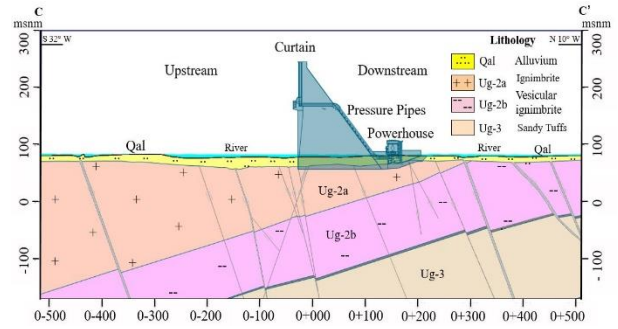 C
C'
msnm
msnm
S 32° W
N 10° W
300
300
200
200
100
100
0
0
-100
-100
Curtain
Upstream
Downstream
Pressure Pipes
Powerhouse
Lithology
Qal Alluvium
Ug-2a Ignimbrite
Ug-2b Vesicular ignimbrite
Ug-3 Sandy Tuffs
Qal
River
River
Qal
Ug-2a
Ug-2b
Ug-3
0-500 0-400 0-300 0-200 0-100 0+000 0+100 0+200 0+300 0+400 0+500